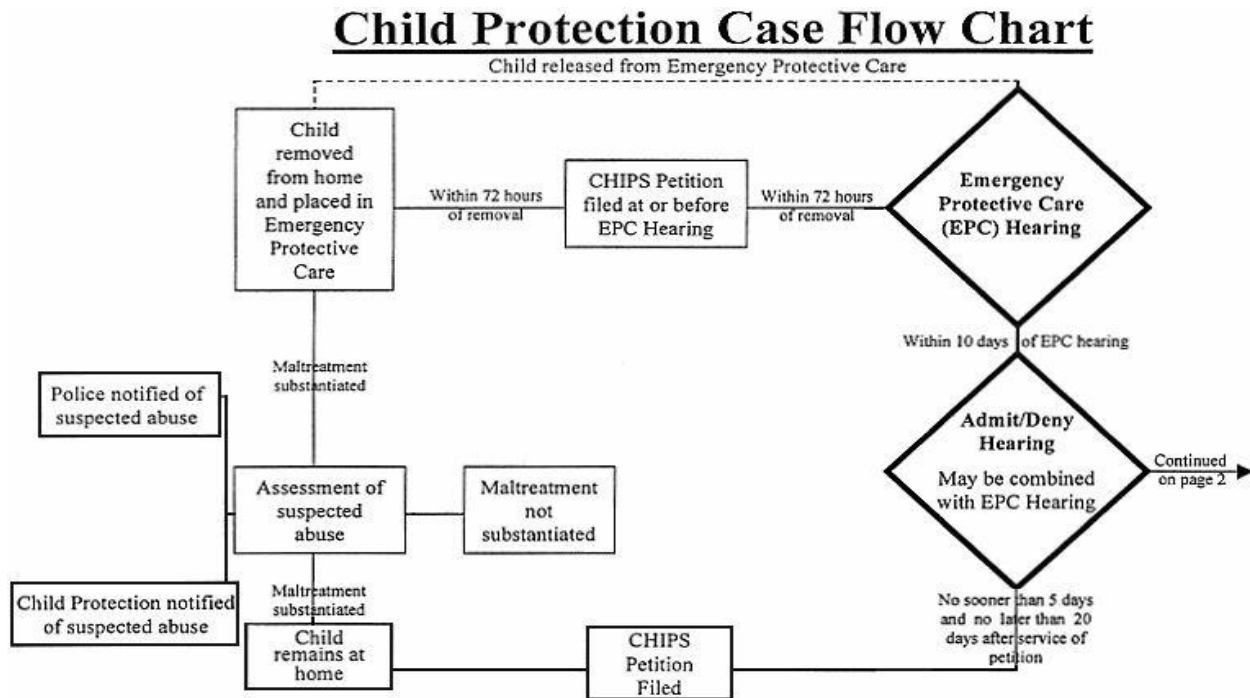 Child Protection Case Flow Chart
Child released from Emergency Protective Care
Child
removed
from home
and placed in
Emergency
Protective
Care
Within 72 hours
of removal
CHIPS Petition
filed at or before
EPC Hearing
Within 72 hours
of removal
Emergency
Protective Care
(EPC) Hearing
Within 10 days of EPC hearing
Maltreatment
substantiated
Police notified of
suspected abuse
Admit/Deny
Hearing
May be combined
with EPC Hearing
Continued
on page 2
Assessment of
suspected
abuse
Maltreatment
not
substantiated
Child Protection notified
of suspected abuse
Maltreatment
substantiated
Child
remains at
home
CHIPS
Petition
Filed
No sooner than 5 days
and no later than 20
days after service of
petition